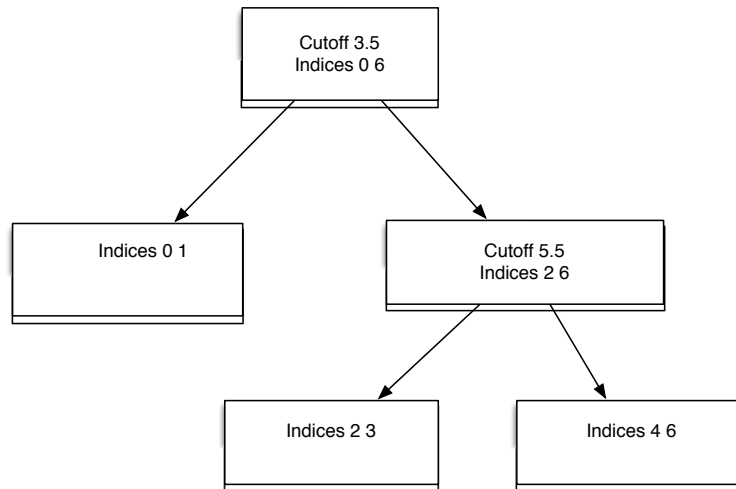 Cutoff 3.5
Indices 0 6
Indices 0 1
Cutoff 5.5
Indices 2 6
Indices 2 3
Indices 4 6